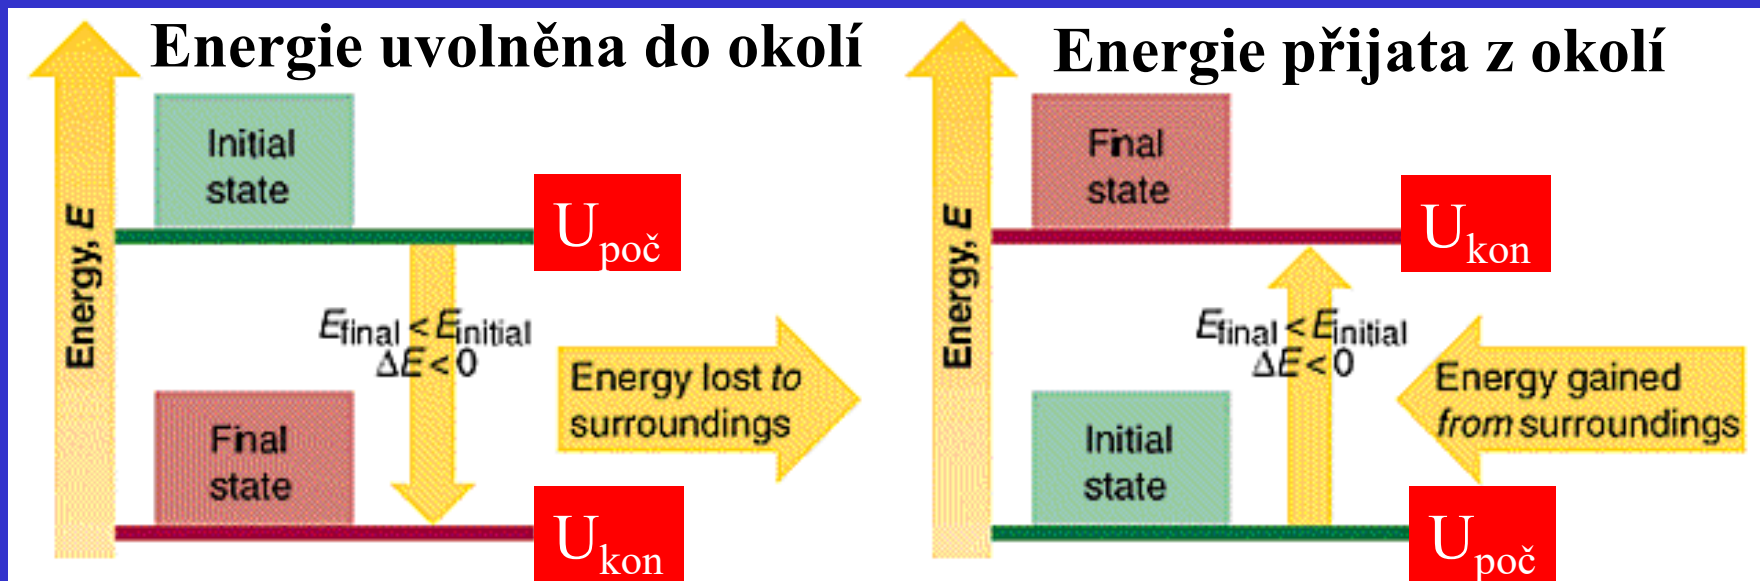 Energie uvolněna do okolí
Energy, E
Initial
state
U poč
E final < E initial
ΔE < 0
Energy lost to
surroundings
Final
state
U kon
Energie přijata z okolí
Energy, E
Final
state
U kon
E final < E initial
ΔE < 0
Energy gained
from surroundings
Initial
state
U poč